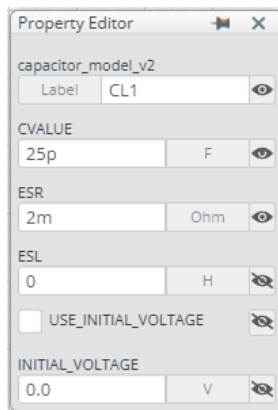 Property Editor
capacitor_model_v2
Label CL1
CVALUE
25p F
ESR
2m Ohm
ESL
0 H
USE_INITIAL_VOLTAGE
INITIAL_VOLTAGE
0.0 V